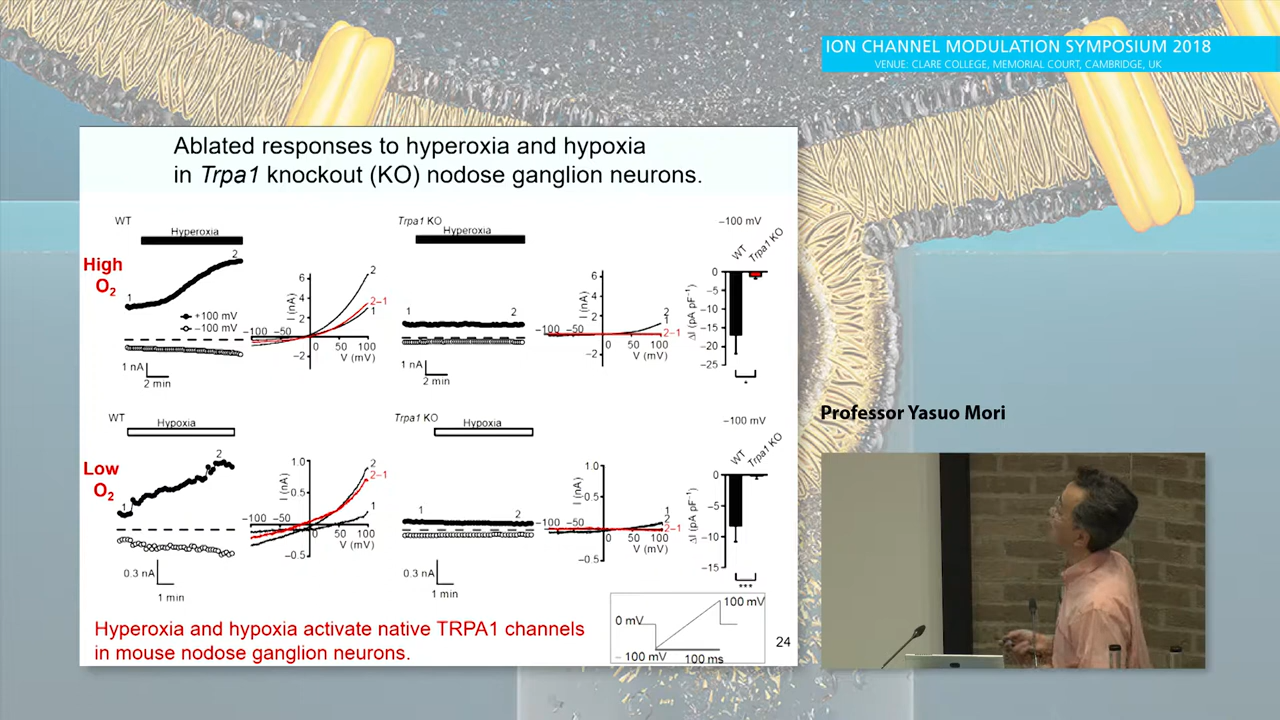 ION CHANNEL MODULATION SYMPOSIUM 2018
VENUE: CLARE COLLEGE, MEMORIAL COURT, CAMBRIDGE, UK
Ablated responses to hyperoxia and hypoxia
in Trpa1 knockout (KO) nodose ganglion neurons.
WT
Hyperoxia
High
O2
1
2
+100 mV
−100 mV
1 nA
2 min
6
4
2
−2
I (nA)
−100 −50
0 50 100
V (mV)
2
2−1
1
Trpa1 KO
Hyperoxia
1
2
1 nA
2 min
6
4
2
−2
I (nA)
−100 −50
0 50 100
V (mV)
2
1
2−1
−100 mV
WT
Trpa1 KO
0
−5
−10
−15
−20
−25
ΔI (pA pF−1)
*
WT
Hypoxia
Low
O2
1
2
0.3 nA
1 min
1.0
0.5
−0.5
I (nA)
−100 −50
0 50 100
V (mV)
2
2−1
1
Trpa1 KO
Hypoxia
1
2
0.3 nA
1 min
1.0
0.5
−0.5
I (nA)
−100 −50
0 50 100
V (mV)
1
2
2−1
−100 mV
WT
Trpa1 KO
0
−5
−10
−15
ΔI (pA pF−1)
***
Hyperoxia and hypoxia activate native TRPA1 channels
in mouse nodose ganglion neurons.
0 mV
100 mV
− 100 mV
100 ms
24
Professor Yasuo Mori